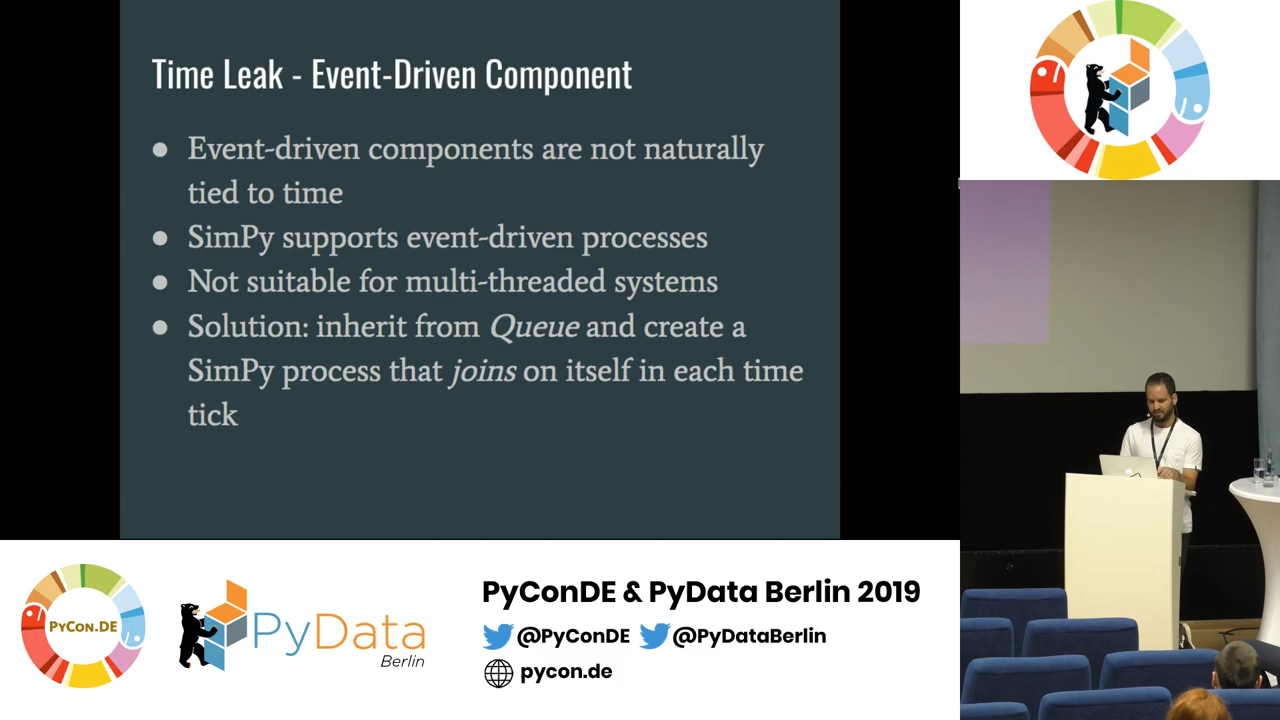 Time Leak - Event-Driven Component
● Event-driven components are not naturally
tied to time
● SimPy supports event-driven processes
● Not suitable for multi-threaded systems
● Solution: inherit from Queue and create a
SimPy process that joins on itself in each time
tick
PyCon.DE
PyData
Berlin
PyConDE & PyData Berlin 2019
@PyConDE @PyDataBerlin
pycon.de